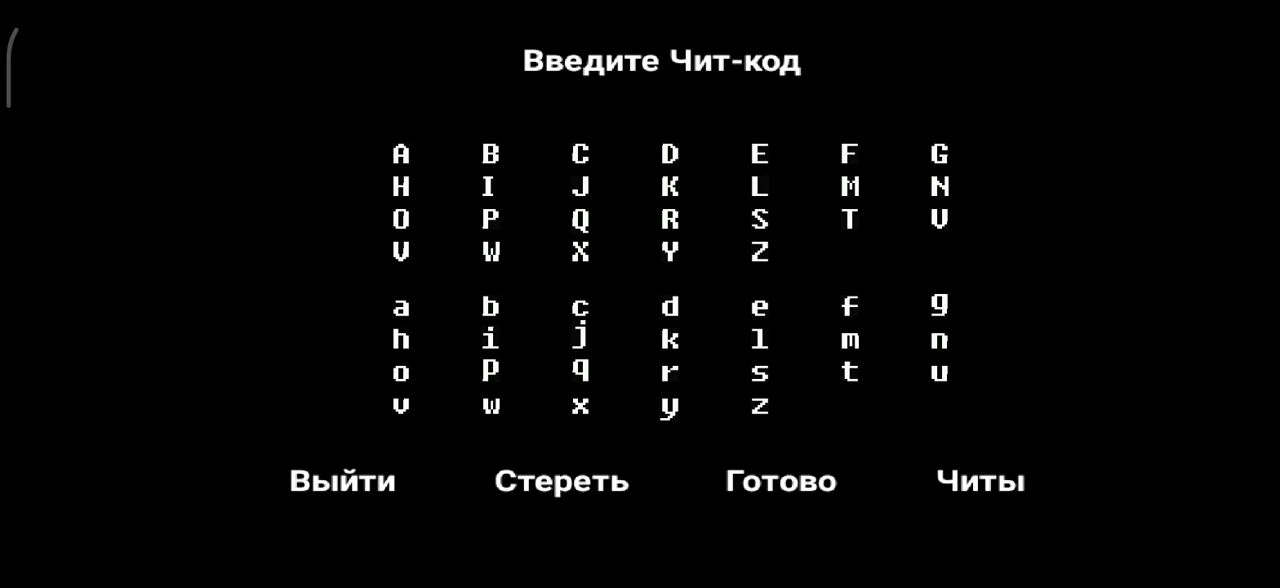 Введите Чит-код
A B C D E F G
H I J K L M N
O P Q R S T U
V W X Y Z
a b c d e f g
h i j k l m n
o p q r s t u
v w x y z
Выйти Стереть Готово Читы